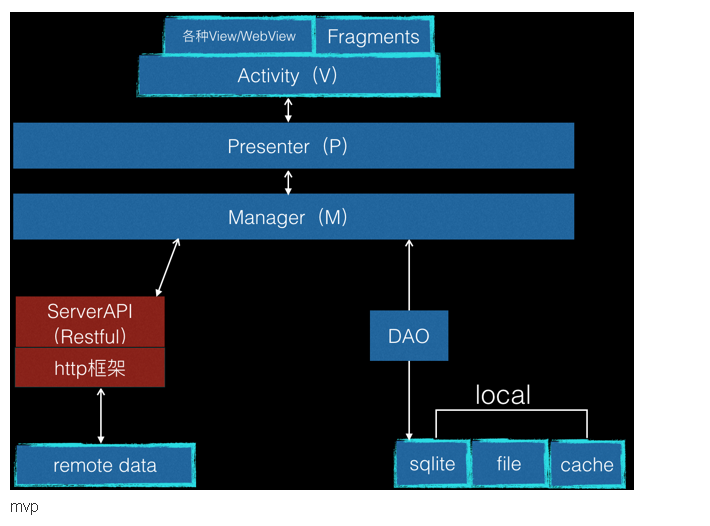 各种View/WebView
Fragments
Activity（V）
Presenter（P）
Manager（M）
ServerAPI
（Restful）
http框架
DAO
local
remote data
sqlite
file
cache
mvp